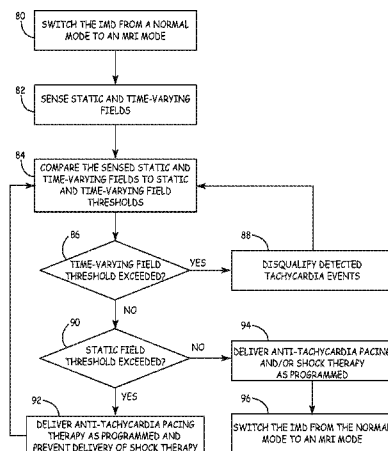 80
SWITCH THE IMD FROM A NORMAL
MODE TO AN MRI MODE
82
SENSE STATIC AND TIME-VARYING
FIELDS
84
COMPARE THE SENSED STATIC AND
TIME-VARYING FIELDS TO STATIC
AND TIME-VARYING FIELD
THRESHOLDS
86
TIME-VARYING FIELD
THRESHOLD EXCEEDED?
YES
88
DISQUALIFY DETECTED
TACHYCARDIA EVENTS
NO
90
STATIC FIELD
THRESHOLD EXCEEDED?
NO
94
DELIVER ANTI-TACHYCARDIA PACING
AND/OR SHOCK THERAPY
AS PROGRAMMED
YES
92
DELIVER ANTI-TACHYCARDIA PACING
THERAPY AS PROGRAMMED AND
PREVENT DELIVERY OF SHOCK THERAPY
96
SWITCH THE IMD FROM THE NORMAL
MODE TO AN MRI MODE